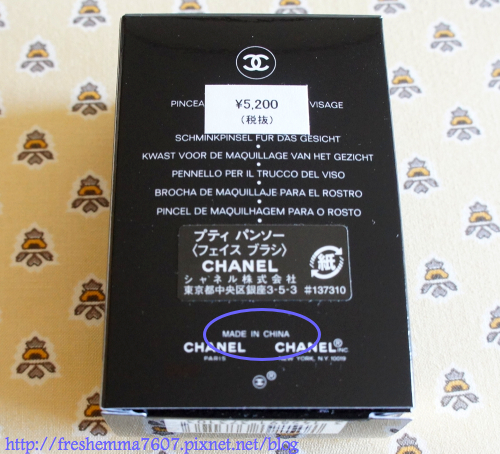 PINCEA
¥5,200
(税抜)
VISAGE
SCHMINKPINSEL FÜR DAS GESICHT
KWAST VOOR DE MAQUILLAGE VAN HET GEZICHT
PENNELLO PER IL TRUCCO DEL VISO
BROCHA DE MAQUILLAJE PARA EL ROSTRO
PINCEL DE MAQUILHAGEM PARA O ROSTO
プティ パンソー
〈フェイス ブラシ〉
CHANEL
シャネル株式会社
東京都中央区銀座3-5-3
紙
#137310
MADE IN CHINA
CHANEL
PARIS
CHANEL® INC
NEW YORK, N.Y. 10019
®
http://freshemma7607.pixnet.net/blog